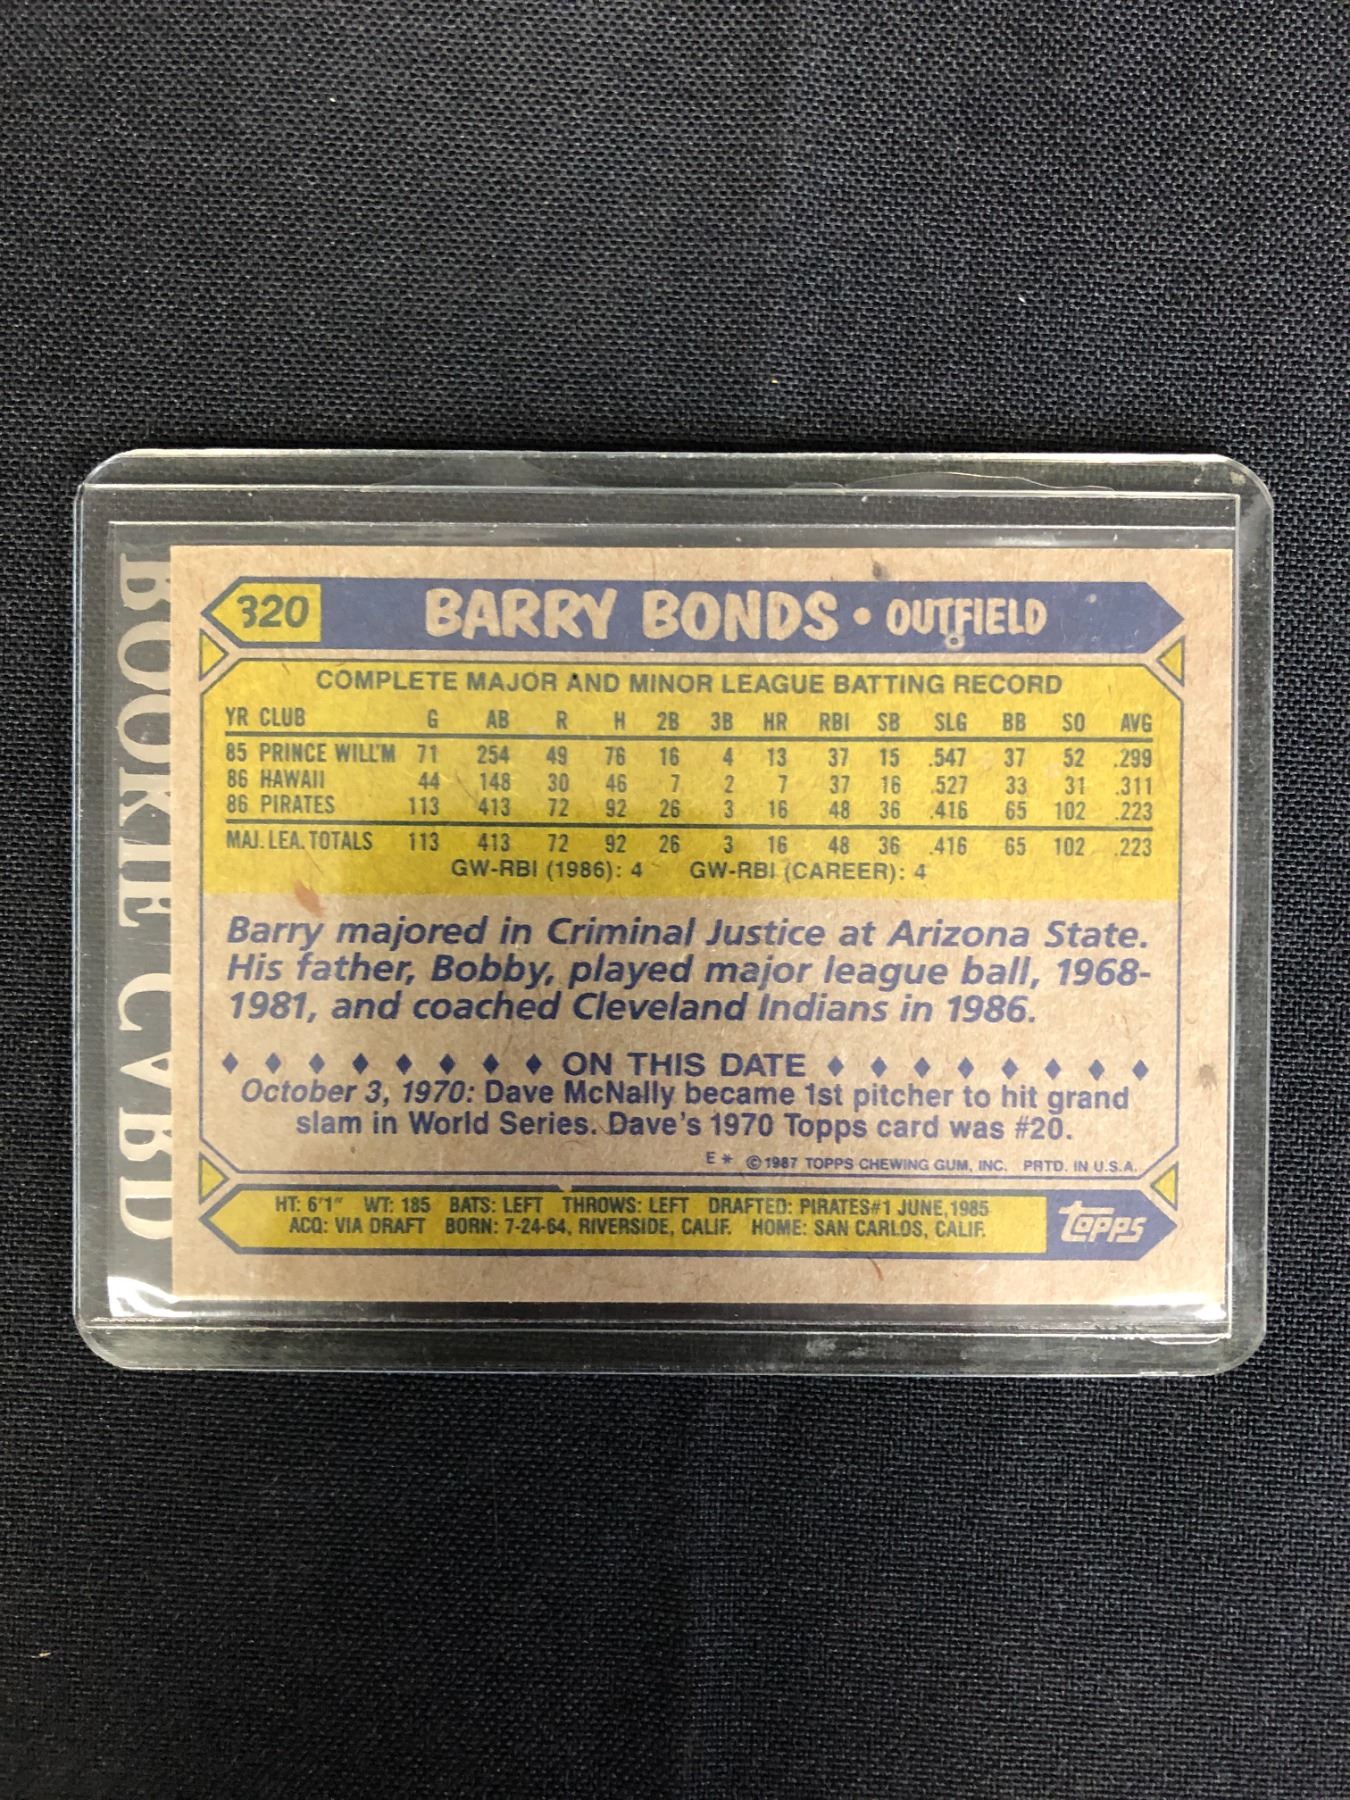 320 BARRY BONDS • OUTFIELD
COMPLETE MAJOR AND MINOR LEAGUE BATTING RECORD
YR CLUB G AB R H 2B 3B HR RBI SB SLG BB SO AVG
85 PRINCE WILL'M 71 254 49 76 16 4 13 37 15 .547 37 52 .299
86 HAWAII 44 148 30 46 7 2 7 37 16 .527 33 31 .311
86 PIRATES 113 413 72 92 26 3 16 48 36 .416 65 102 .223
MAJ. LEA. TOTALS 113 413 72 92 26 3 16 48 36 .416 65 102 .223
GW-RBI (1986): 4 GW-RBI (CAREER): 4
Barry majored in Criminal Justice at Arizona State.
His father, Bobby, played major league ball, 1968-
1981, and coached Cleveland Indians in 1986.
ON THIS DATE
October 3, 1970: Dave McNally became 1st pitcher to hit grand
slam in World Series. Dave's 1970 Topps card was #20.
E* ©1987 TOPPS CHEWING GUM, INC. PRTD. IN U.S.A.
HT: 6'1" WT: 185 BATS: LEFT THROWS: LEFT DRAFTED: PIRATES#1 JUNE, 1985
ACQ: VIA DRAFT BORN: 7-24-64, RIVERSIDE, CALIF. HOME: SAN CARLOS, CALIF.
topps
ROOKIE CARD